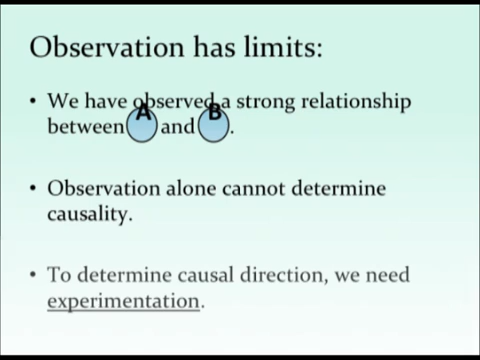 Observation has limits:
• We have observed a strong relationship
between A and B.
• Observation alone cannot determine
causality.
• To determine causal direction, we need
experimentation.